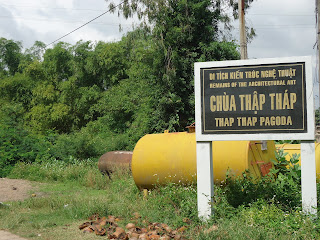 DI TÍCH KIẾN TRÚC NGHỆ THUẬT
REMAINS OF THE ARCHITECTURAL ART
CHÙA THẬP THÁP
THAP THAP PAGODA